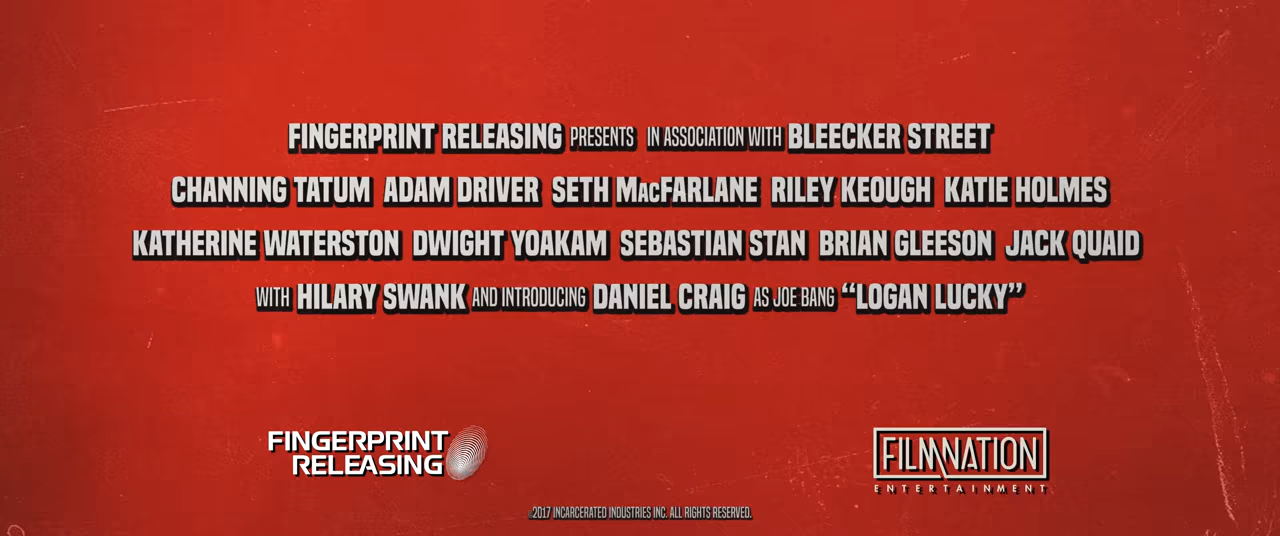 FINGERPRINT RELEASING PRESENTS IN ASSOCIATION WITH BLEECKER STREET
CHANNING TATUM ADAM DRIVER SETH MacFARLANE RILEY KEOUGH KATIE HOLMES
KATHERINE WATERSTON DWIGHT YOAKAM SEBASTIAN STAN BRIAN GLEESON JACK QUAID
WITH HILARY SWANK AND INTRODUCING DANIEL CRAIG AS JOE BANG “LOGAN LUCKY”
FINGERPRINT
RELEASING
FILMNATION
ENTERTAINMENT
©2017 INCARCERATED INDUSTRIES INC. ALL RIGHTS RESERVED.